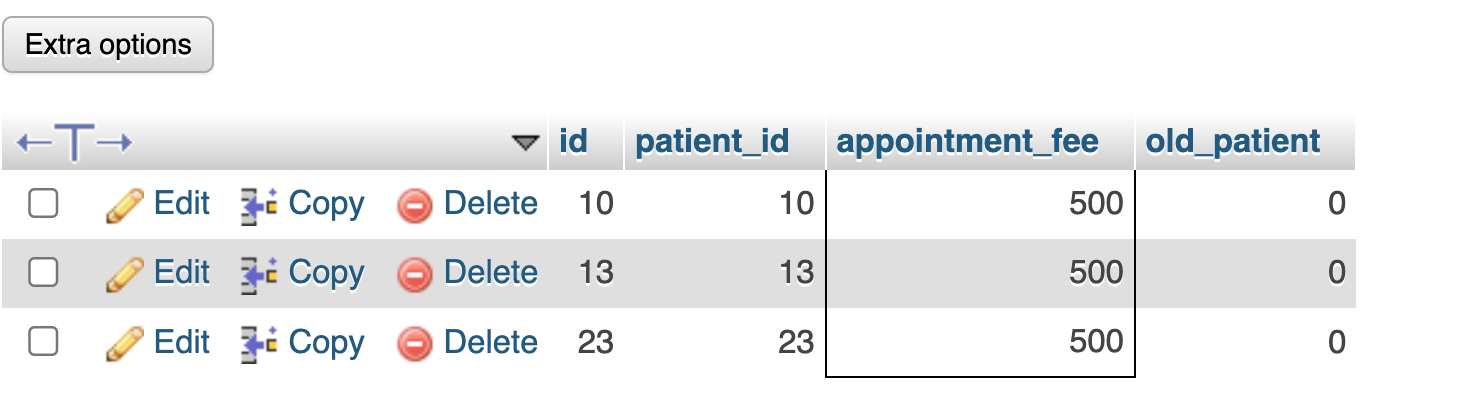 Extra options
←T→ id patient_id appointment_fee old_patient
Edit Copy Delete 10 10 500 0
Edit Copy Delete 13 13 500 0
Edit Copy Delete 23 23 500 0